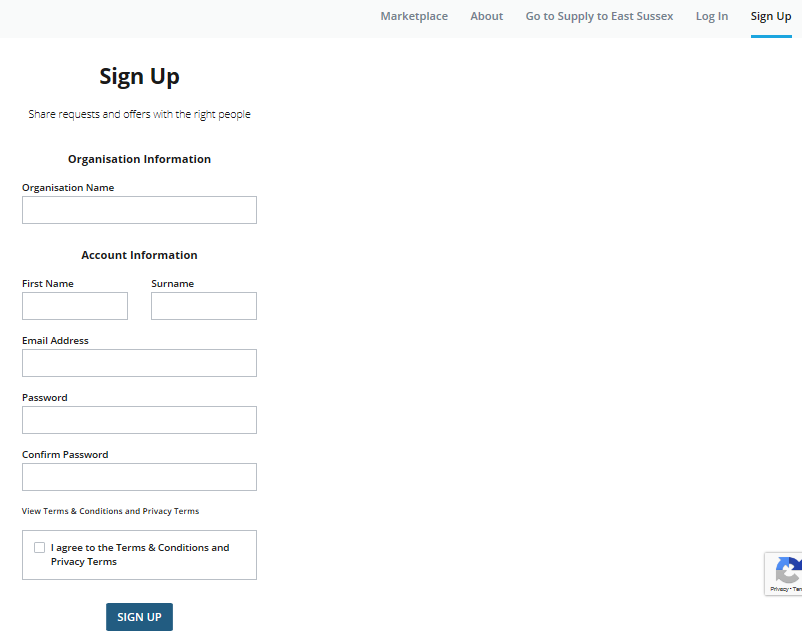 Marketplace About Go to Supply to East Sussex Log In Sign Up
Sign Up
Share requests and offers with the right people
Organisation Information
Organisation Name
Account Information
First Name Surname
Email Address
Password
Confirm Password
View Terms & Conditions and Privacy Terms
I agree to the Terms & Conditions and
Privacy Terms
Privacy •
SIGN UP